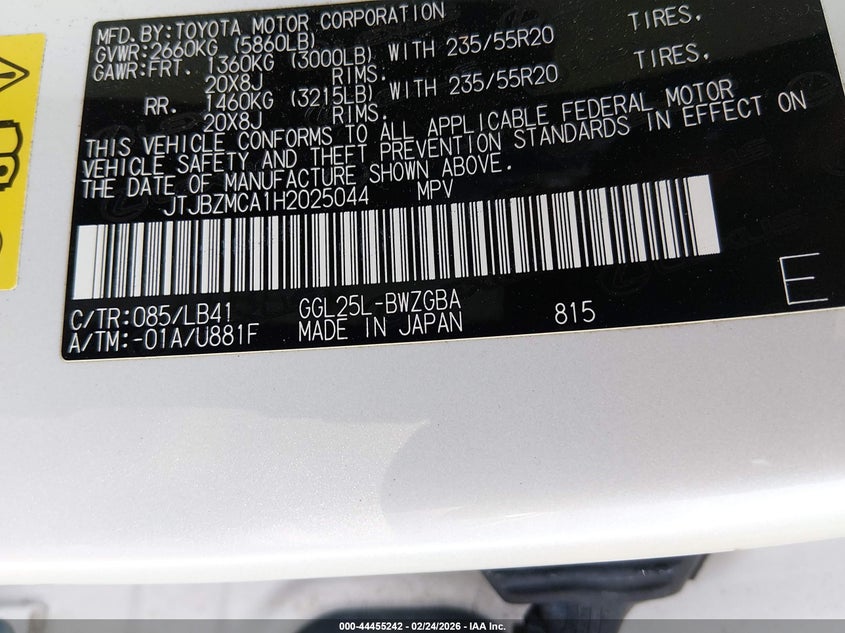 MFD.BY:TOYOTA MOTOR CORPORATION
GVWR:2660KG (5860LB)
GAWR:FRT. 1360KG (3000LB) WITH 235/55R20 TIRES,
20X8J RIMS.
RR. 1460KG (3215LB) WITH 235/55R20 TIRES,
20X8J RIMS.
THIS VEHICLE CONFORMS TO ALL APPLICABLE FEDERAL MOTOR
VEHICLE SAFETY AND THEFT PREVENTION STANDARDS IN EFFECT ON
THE DATE OF MANUFACTURE SHOWN ABOVE.
JTJBZMCA1H2025044 MPV
C/TR:085/LB41 GGL25L-BWZGBA
A/TM:-01A/U881F MADE IN JAPAN 815
E
000-44455242 - 02/24/2026 - IAA Inc.